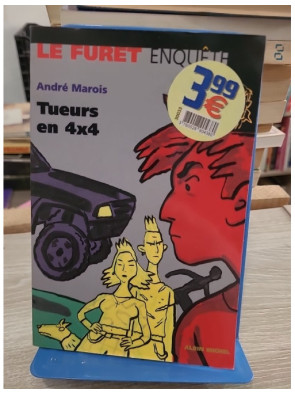 LE FURET ENQUÊTE
André Marois
Tueurs
en 4x4
3,99
€
ALBIN MICHEL